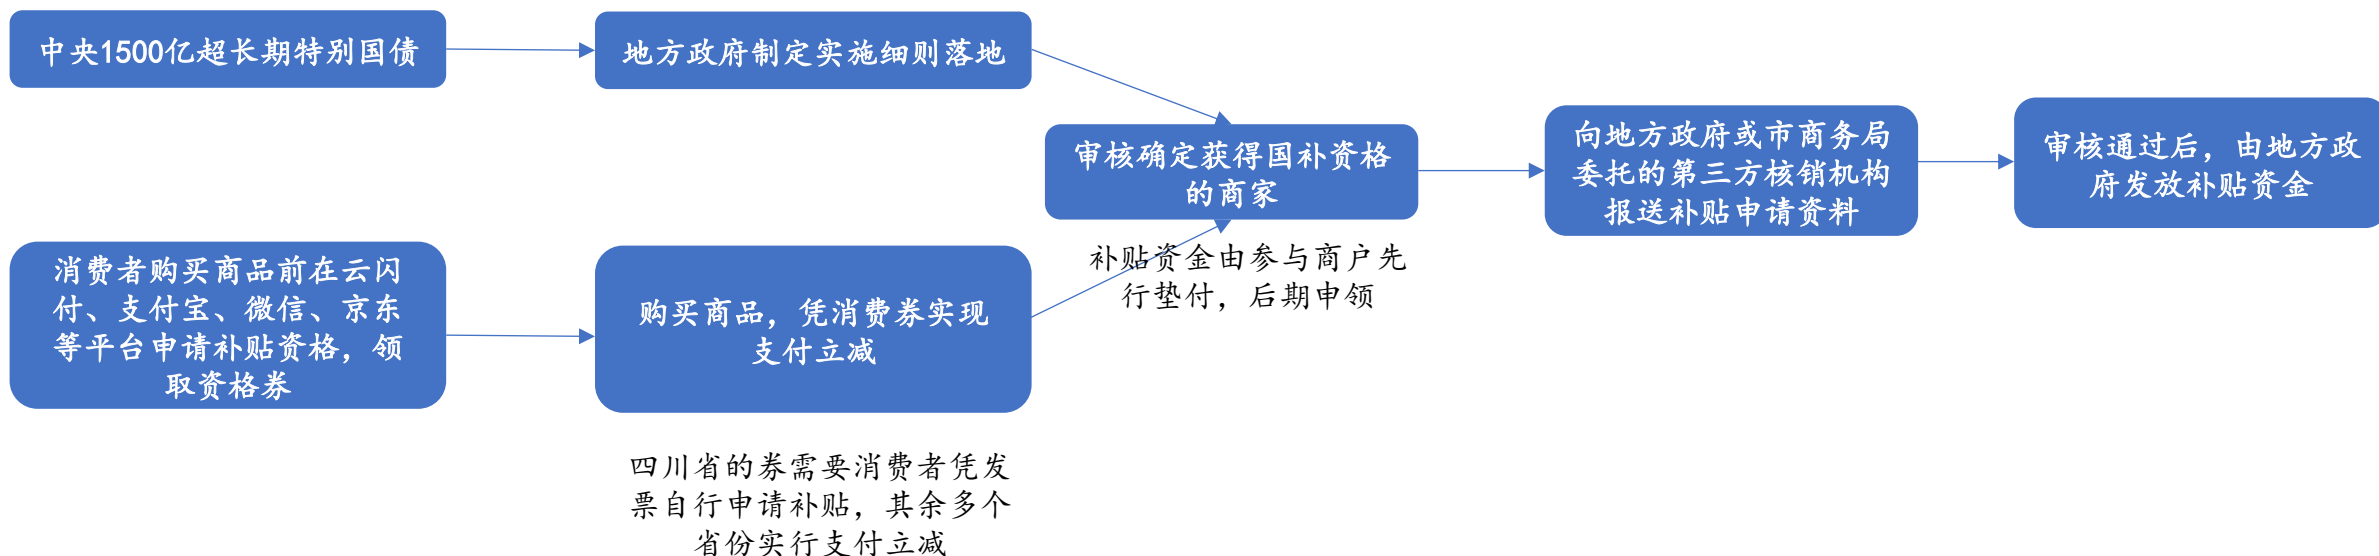 中央1500亿超长期特别国债
地方政府制定实施细则落地
审核确定获得国补资格
的商家
向地方政府或市商务局
委托的第三方核销机构
报送补贴申请资料
审核通过后，由地方政
府发放补贴资金
消费者购买商品前在云闪
付、支付宝、微信、京东
等平台申请补贴资格，领
取资格券
购买商品，凭消费券实现
支付立减
补贴资金由参与商户先
行垫付，后期申领
四川省的券需要消费者凭发
票自行申请补贴，其余多个
省份实行支付立减